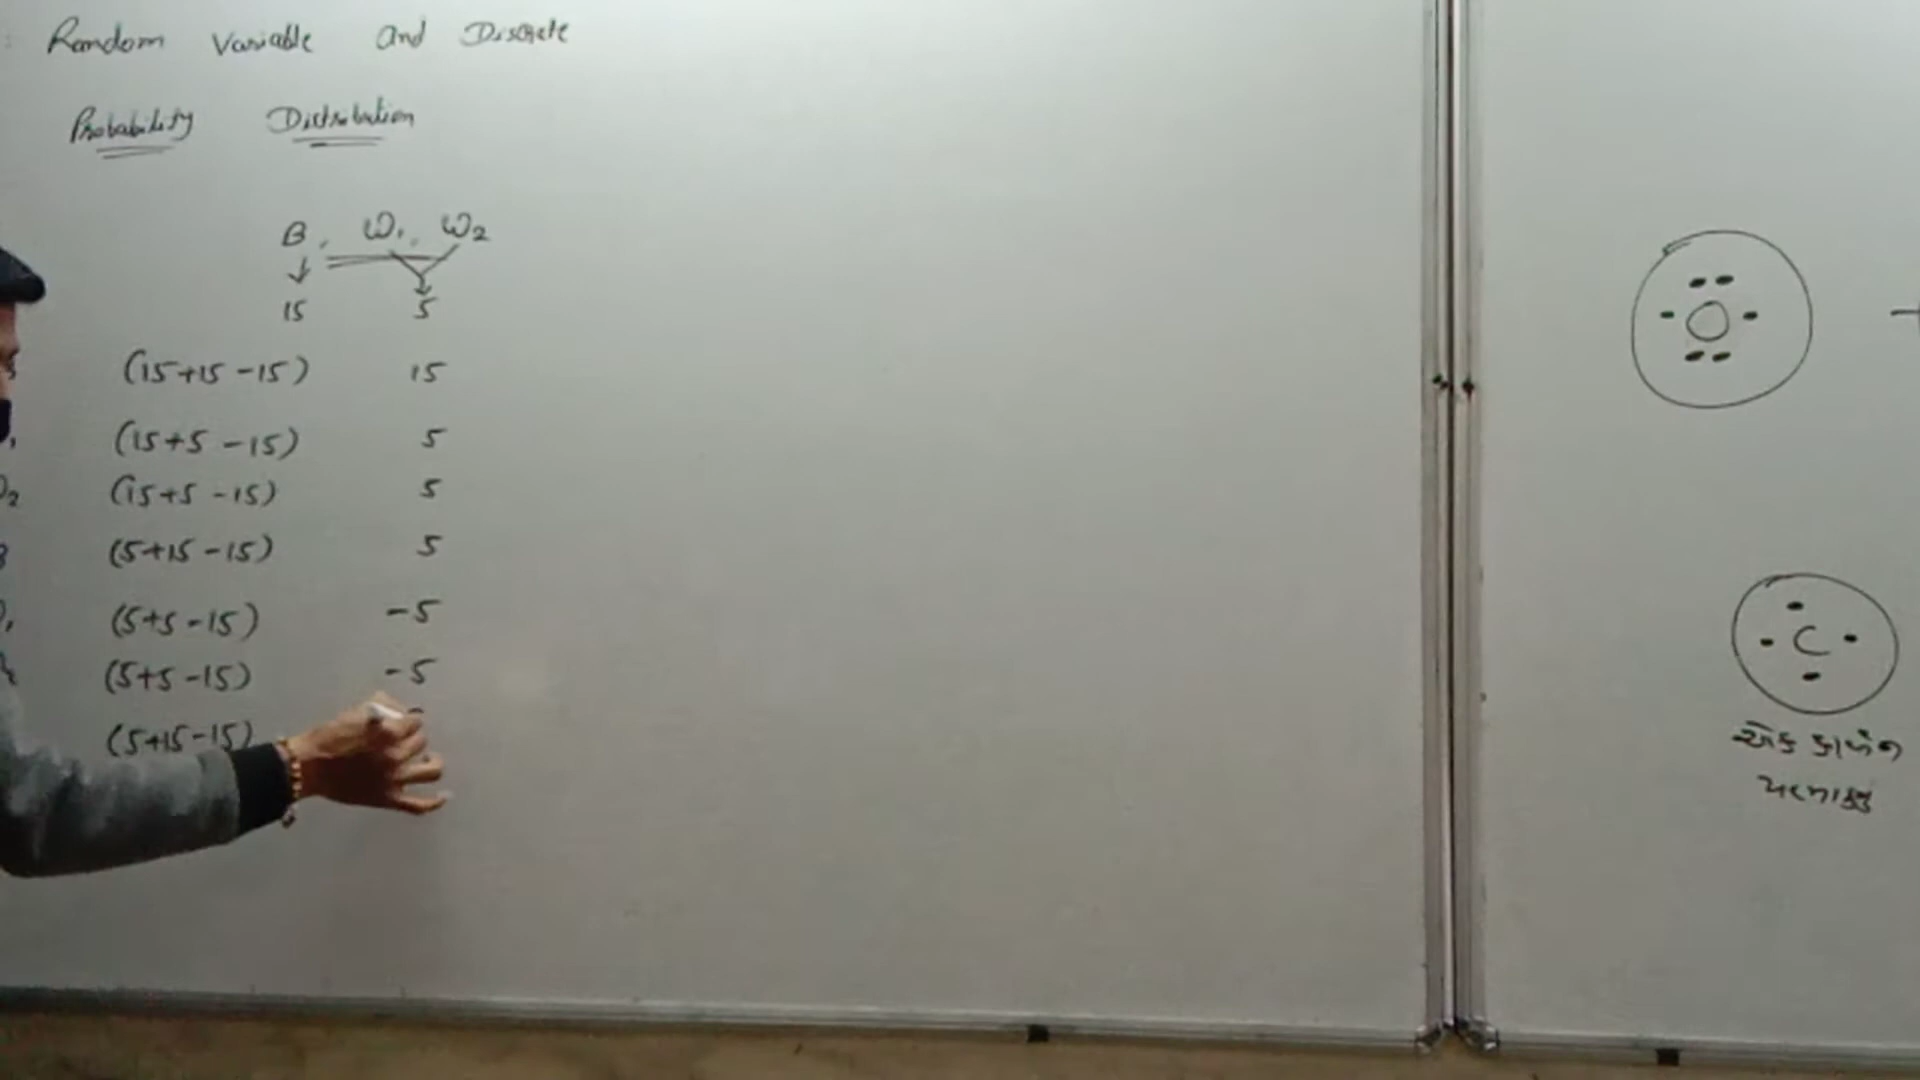 Random Variable and Discrete
Probability Distribution
B, W1, W2
15 5
(15+15-15) 15
(15+5-15) 5
(15+5-15) 5
(5+15-15) 5
(5+5-15) -5
(5+5-15) -5
(5+15-15)
C
એક કાર્બન
પરમાણુ